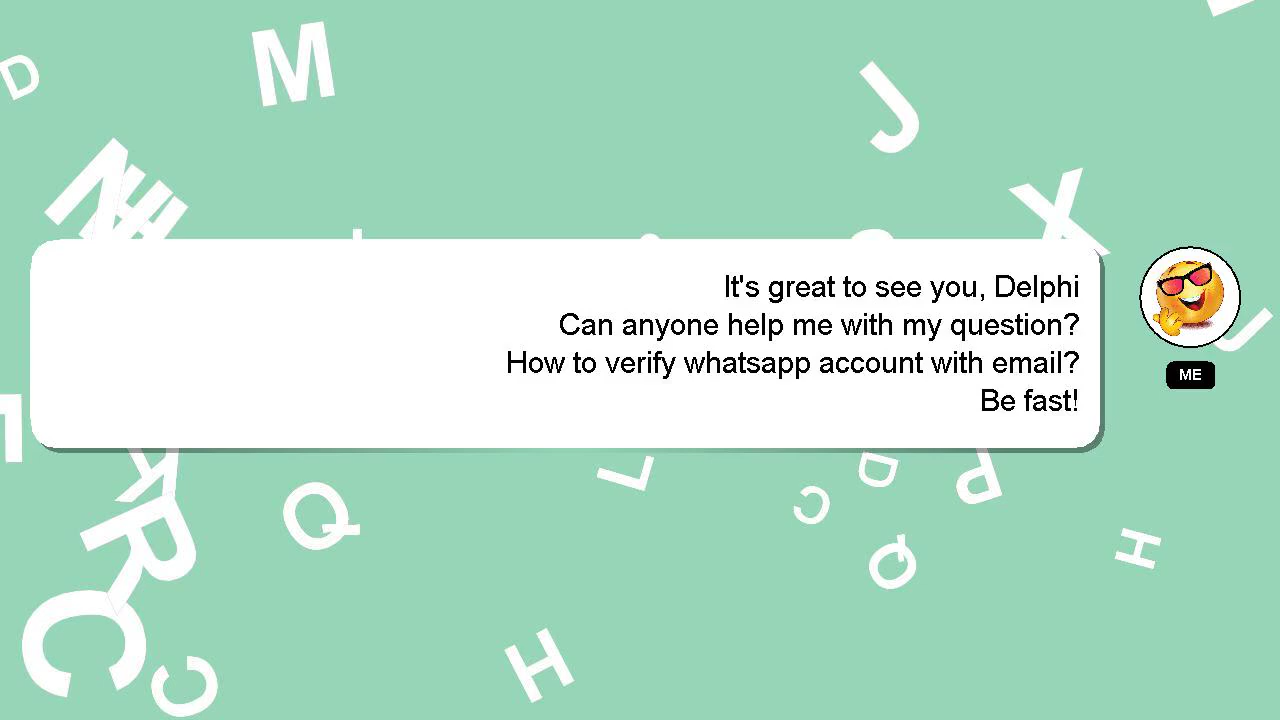 It's great to see you, Delphi
Can anyone help me with my question?
How to verify whatsapp account with email?
Be fast!
ME